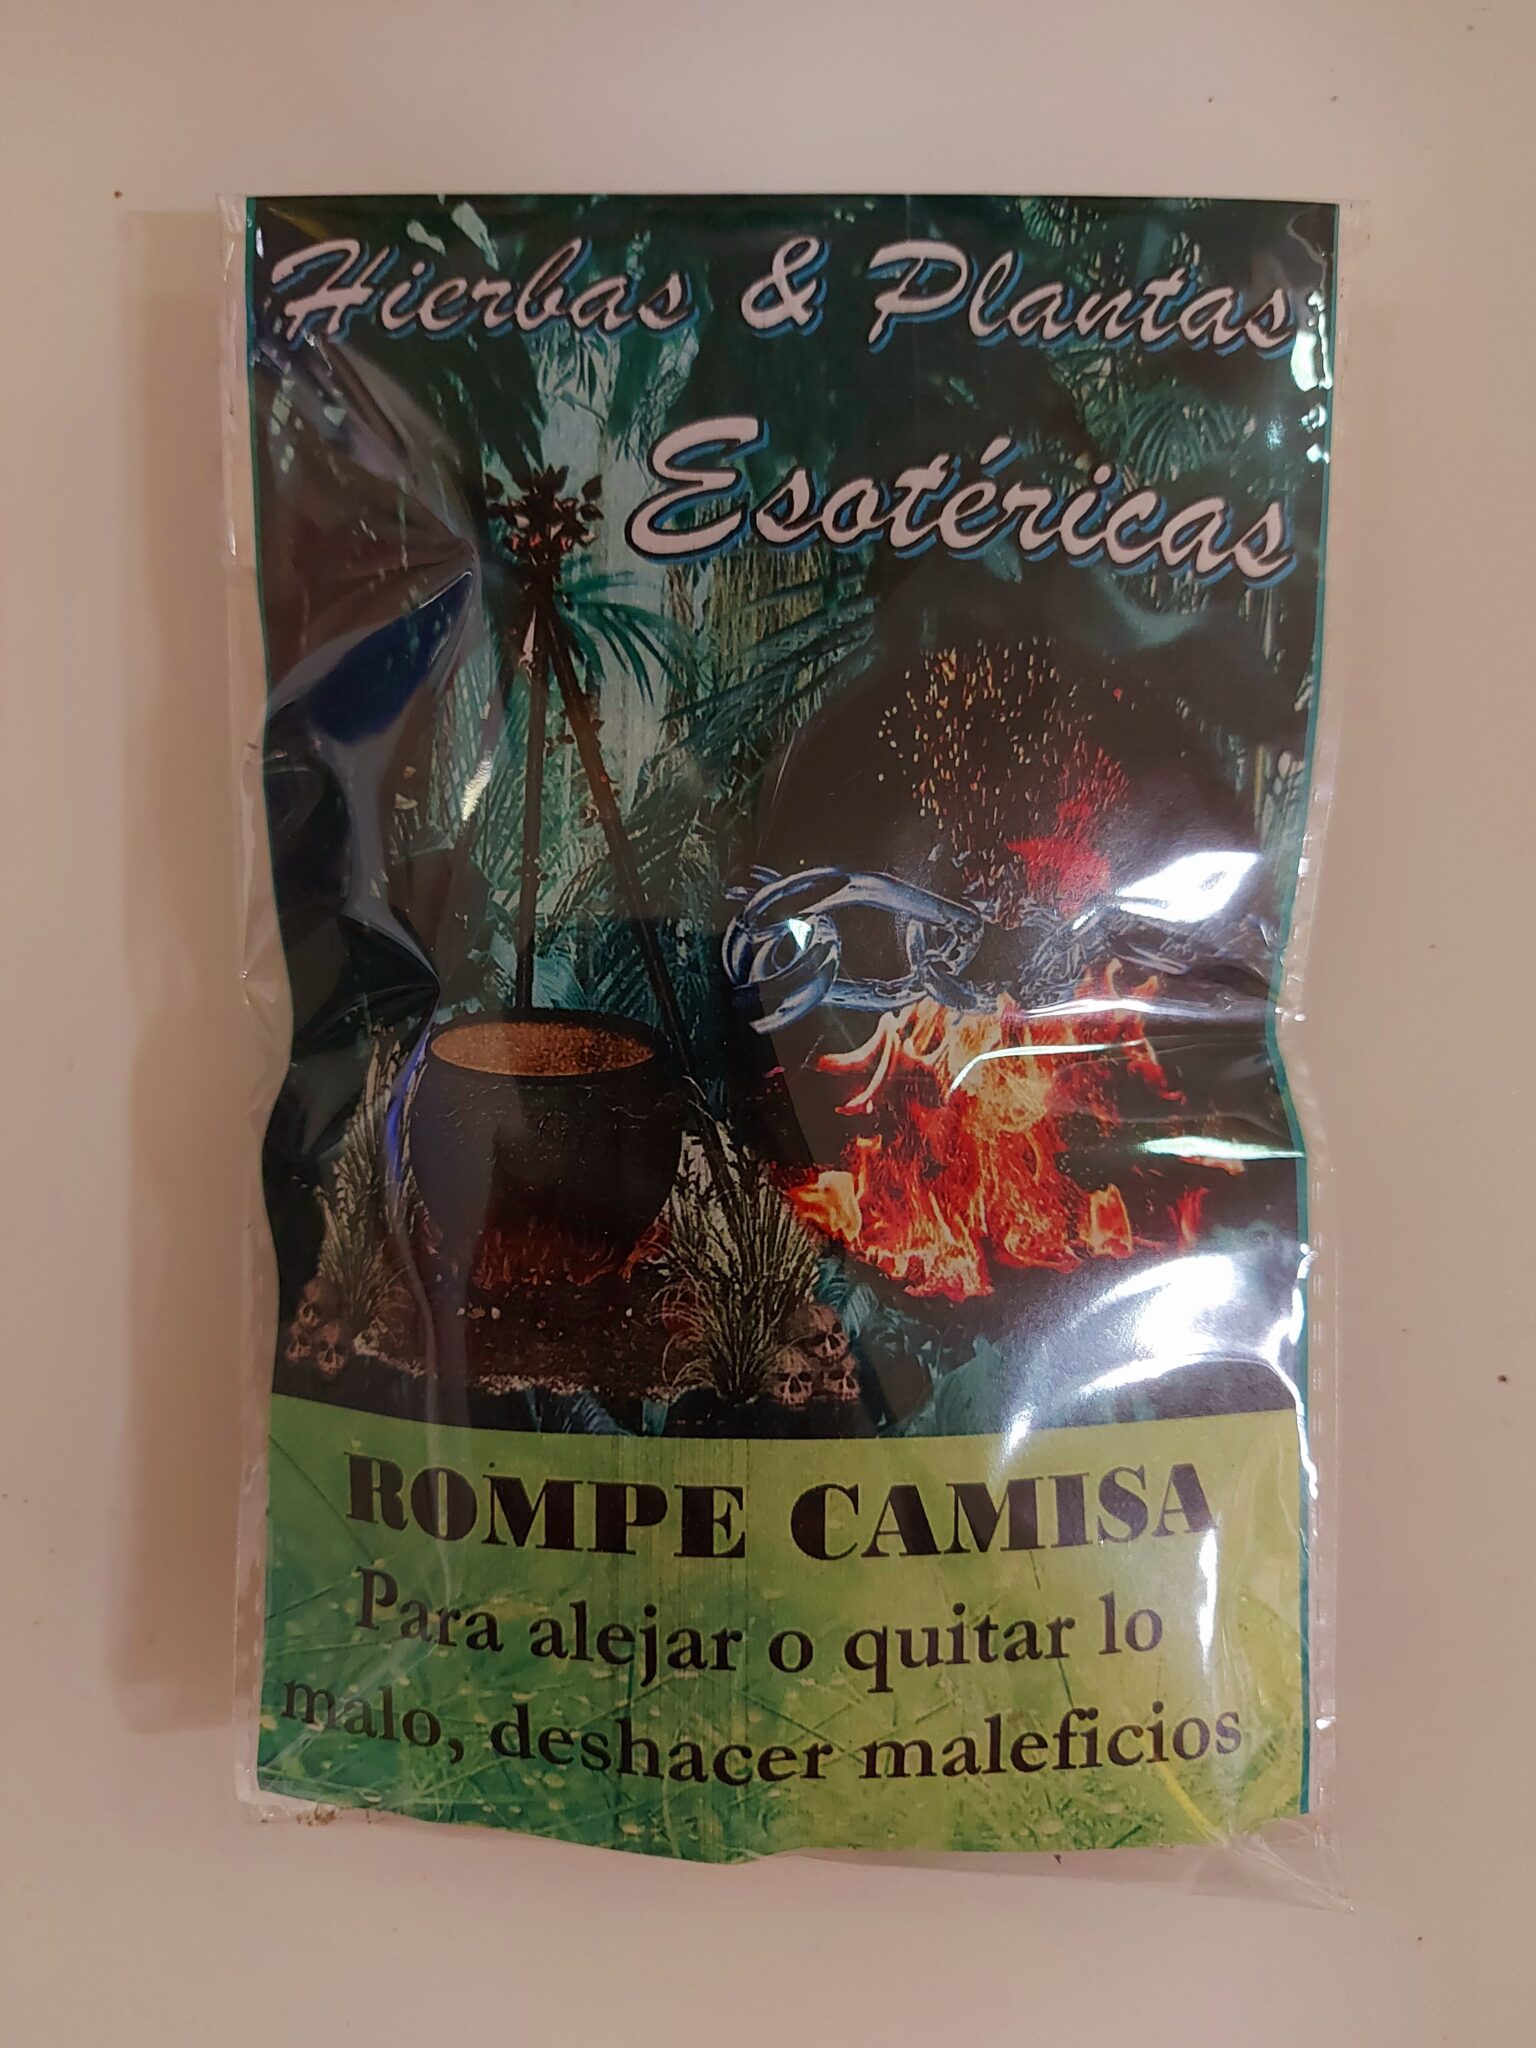 Hierbas & Plantas
Esotéricas
ROMPE CAMISA
Para alejar o quitar lo
malo, deshacer maleficios